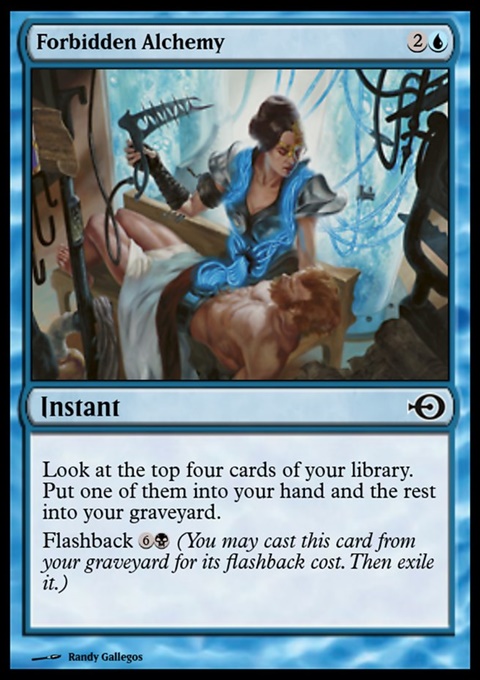 Forbidden Alchemy 2
Instant
Look at the top four cards of your library.
Put one of them into your hand and the rest
into your graveyard.
Flashback 6 (You may cast this card from
your graveyard for its flashback cost. Then exile
it.)
Randy Gallegos